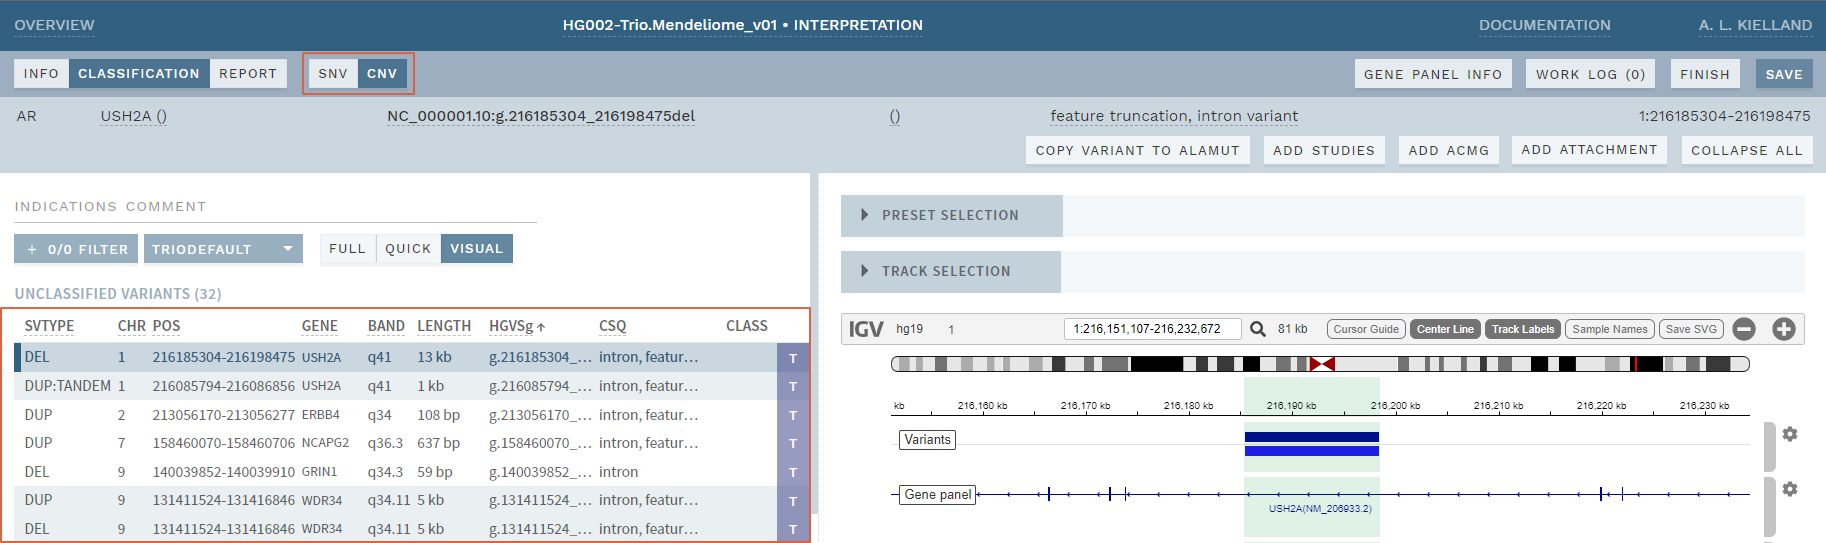 OVERVIEW HG002-Trio.Mendeliome_v01 • INTERPRETATION DOCUMENTATION A. L. KIELLAND
INFO CLASSIFICATION REPORT SNV CNV GENE PANEL INFO WORK LOG (0) FINISH SAVE
AR USH2A () NC_000001.10:g.216185304_216198475del () feature truncation, intron variant 1:216185304-216198475
COPY VARIANT TO ALAMUT ADD STUDIES ADD ACMG ADD ATTACHMENT COLLAPSE ALL
INDICATIONS COMMENT
+ 0/0 FILTER TRIODEFAULT FULL QUICK VISUAL
UNCLASSIFIED VARIANTS (32)
SVTYPE CHR POS GENE BAND LENGTH HGVSg ↑ CSQ CLASS
DEL 1 216185304-216198475 USH2A q41 13 kb g.216185304_... intron, featur... T
DUP:TANDEM 1 216085794-216086856 USH2A q41 1 kb g.216085794_... intron, featur... T
DUP 2 213056170-213056277 ERBB4 q34 108 bp g.213056170_... intron, featur... T
DUP 7 158460070-158460706 NCAPG2 q36.3 637 bp g.158460070_... intron, featur... T
DEL 9 140039852-140039910 GRIN1 q34.3 59 bp g.140039852_... intron T
DUP 9 131411524-131416846 WDR34 q34.11 5 kb g.131411524_... intron, featur... T
DEL 9 131411524-131416846 WDR34 q34.11 5 kb g.131411524_... intron, featur... T
PRESET SELECTION
TRACK SELECTION
IGV hg19 1 1:216,151,107-216,232,672 81 kb Cursor Guide Center Line Track Labels Sample Names Save SVG
kb 216,160 kb 216,170 kb 216,180 kb 216,190 kb 216,200 kb 216,210 kb 216,220 kb 216,230 kb
Variants
Gene panel
USH2A(NM_206933.2)